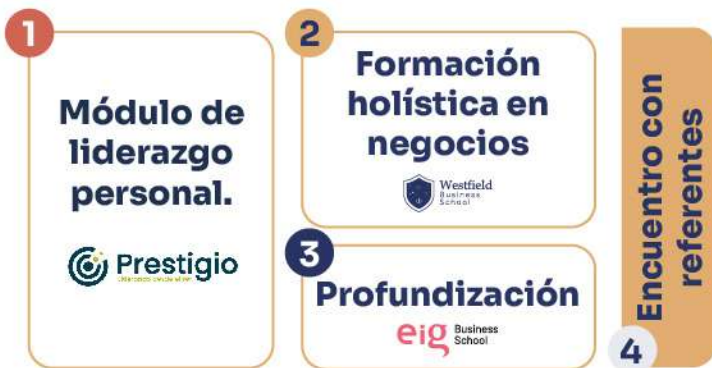 1
Módulo de
liderazgo
personal.
Prestigio
2
Formación
holística en
negocios
Westfield
Business
School
3
Profundización
eig Business
School
Encuentro con
referentes
4